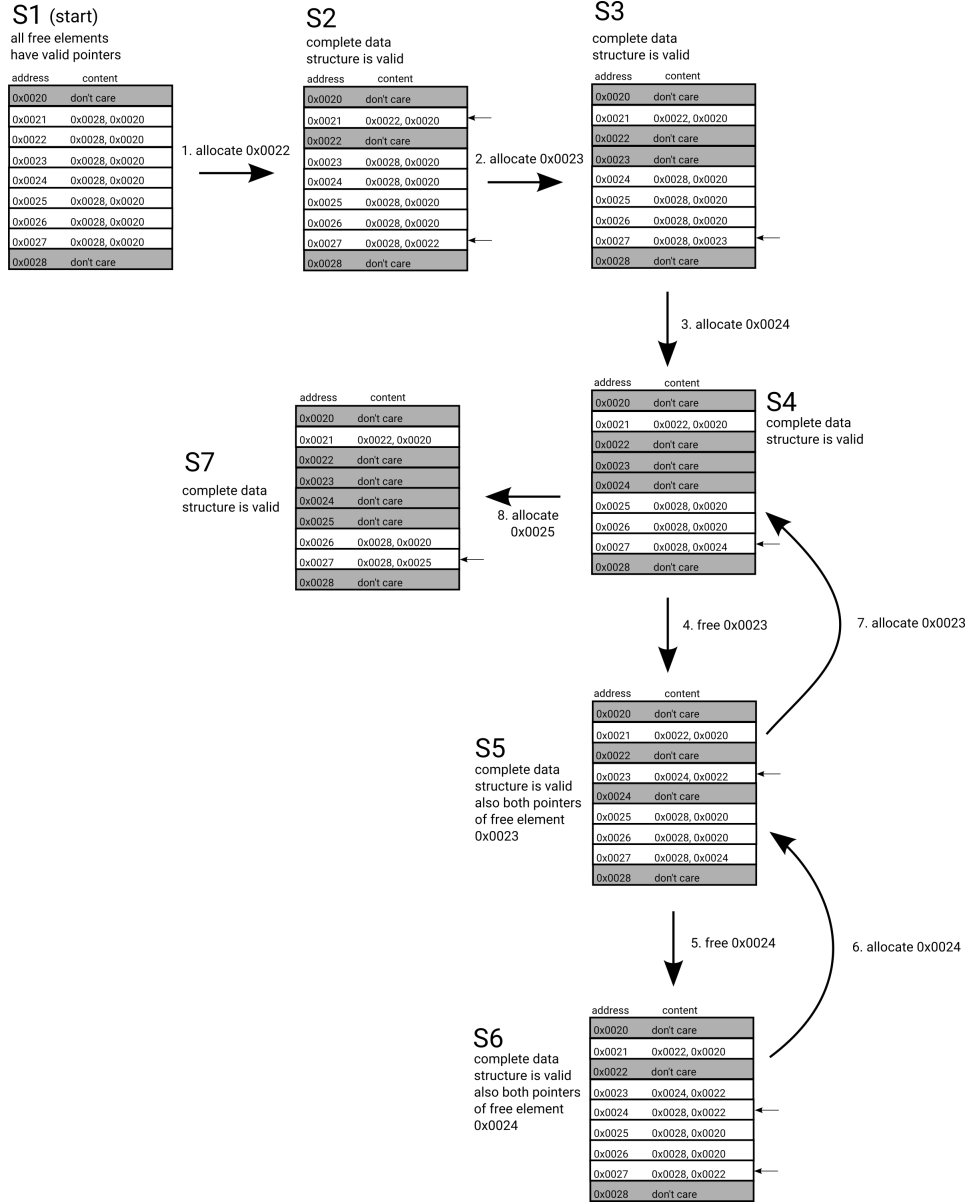 S1 (start)
all free elements
have valid pointers
address content
0x0020 don't care
0x0021 0x0028, 0x0020
0x0022 0x0028, 0x0020
0x0023 0x0028, 0x0020
0x0024 0x0028, 0x0020
0x0025 0x0028, 0x0020
0x0026 0x0028, 0x0020
0x0027 0x0028, 0x0020
0x0028 don't care
1. allocate 0x0022
S2
complete data
structure is valid
address content
0x0020 don't care
0x0021 0x0022, 0x0020
0x0022 don't care
0x0023 0x0028, 0x0020
0x0024 0x0028, 0x0020
0x0025 0x0028, 0x0020
0x0026 0x0028, 0x0020
0x0027 0x0028, 0x0022
0x0028 don't care
2. allocate 0x0023
S3
complete data
structure is valid
address content
0x0020 don't care
0x0021 0x0022, 0x0020
0x0022 don't care
0x0023 don't care
0x0024 0x0028, 0x0020
0x0025 0x0028, 0x0020
0x0026 0x0028, 0x0020
0x0027 0x0028, 0x0023
0x0028 don't care
3. allocate 0x0024
S4
complete data
structure is valid
address content
0x0020 don't care
0x0021 0x0022, 0x0020
0x0022 don't care
0x0023 don't care
0x0024 don't care
0x0025 0x0028, 0x0020
0x0026 0x0028, 0x0020
0x0027 0x0028, 0x0024
0x0028 don't care
4. free 0x0023
S5
complete data
structure is valid
also both pointers
of free element
0x0023
address content
0x0020 don't care
0x0021 0x0022, 0x0020
0x0022 don't care
0x0023 0x0024, 0x0022
0x0024 don't care
0x0025 0x0028, 0x0020
0x0026 0x0028, 0x0020
0x0027 0x0028, 0x0024
0x0028 don't care
5. free 0x0024
S6
complete data
structure is valid
also both pointers
of free element
0x0024
address content
0x0020 don't care
0x0021 0x0022, 0x0020
0x0022 don't care
0x0023 0x0024, 0x0022
0x0024 0x0028, 0x0022
0x0025 0x0028, 0x0020
0x0026 0x0028, 0x0020
0x0027 0x0028, 0x0022
0x0028 don't care
6. allocate 0x0024
7. allocate 0x0023
8. allocate
0x0025
S7
complete data
structure is valid
address content
0x0020 don't care
0x0021 0x0022, 0x0020
0x0022 don't care
0x0023 don't care
0x0024 don't care
0x0025 don't care
0x0026 0x0028, 0x0020
0x0027 0x0028, 0x0025
0x0028 don't care